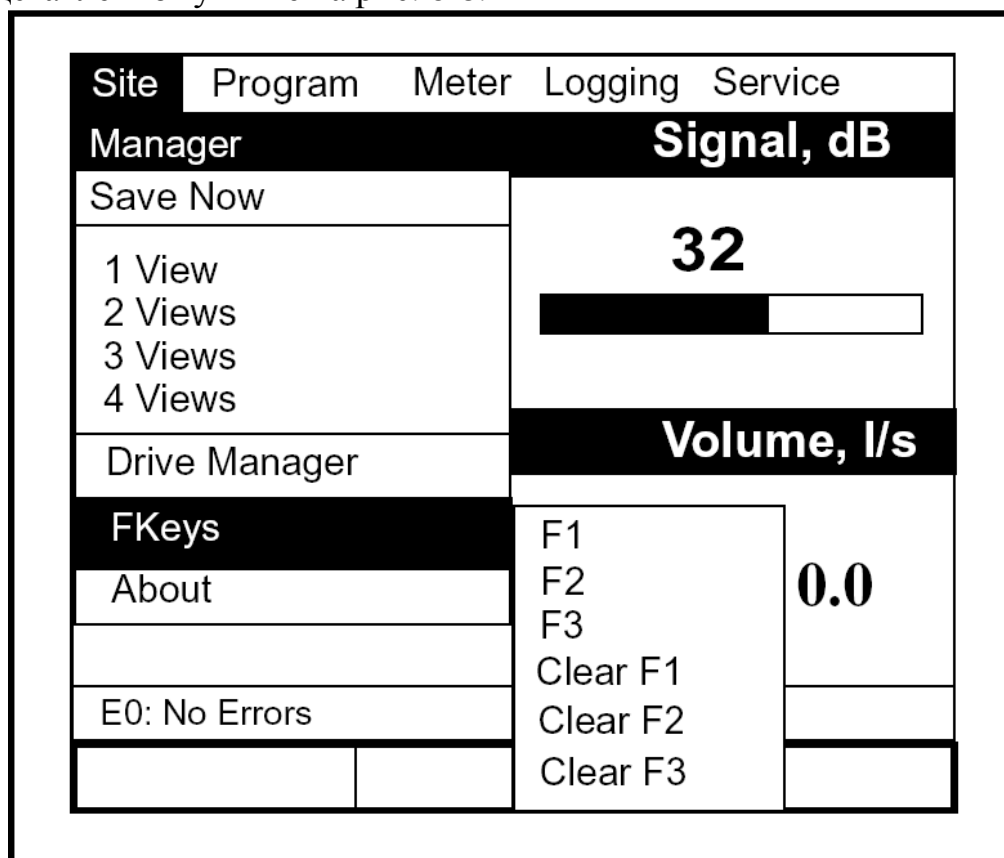 Site Program Meter Logging Service
Manager
Signal, dB
Save Now
32
1 View
2 Views
3 Views
4 Views
Volume, l/s
Drive Manager
FKeys
F1
F2
F3
Clear F1
Clear F2
Clear F3
About
0.0
E0: No Errors